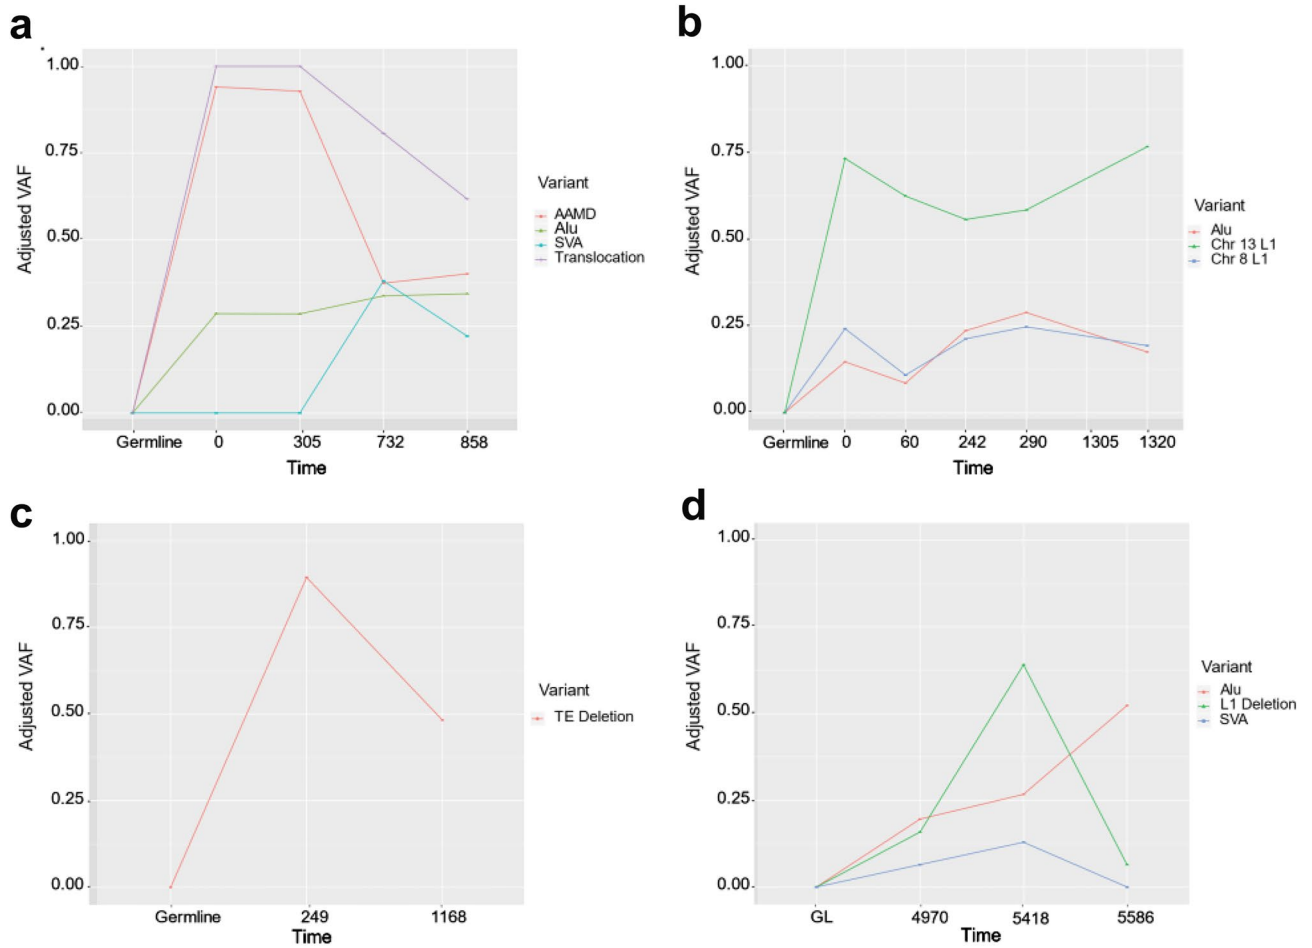 a
Adjusted VAF
1.00
0.75
0.50
0.25
0.00
Germline 0 305 732 858
Time
Variant
AAMD
Alu
SVA
Translocation
b
Adjusted VAF
1.00
0.75
0.50
0.25
0.00
Germline 0 60 242 290 1305 1320
Time
Variant
Alu
Chr 13 L1
Chr 8 L1
c
Adjusted VAF
1.00
0.75
0.50
0.25
0.00
Germline 249 1168
Time
Variant
TE Deletion
d
Adjusted VAF
1.00
0.75
0.50
0.25
0.00
GL 4970 5418 5586
Time
Variant
Alu
L1 Deletion
SVA